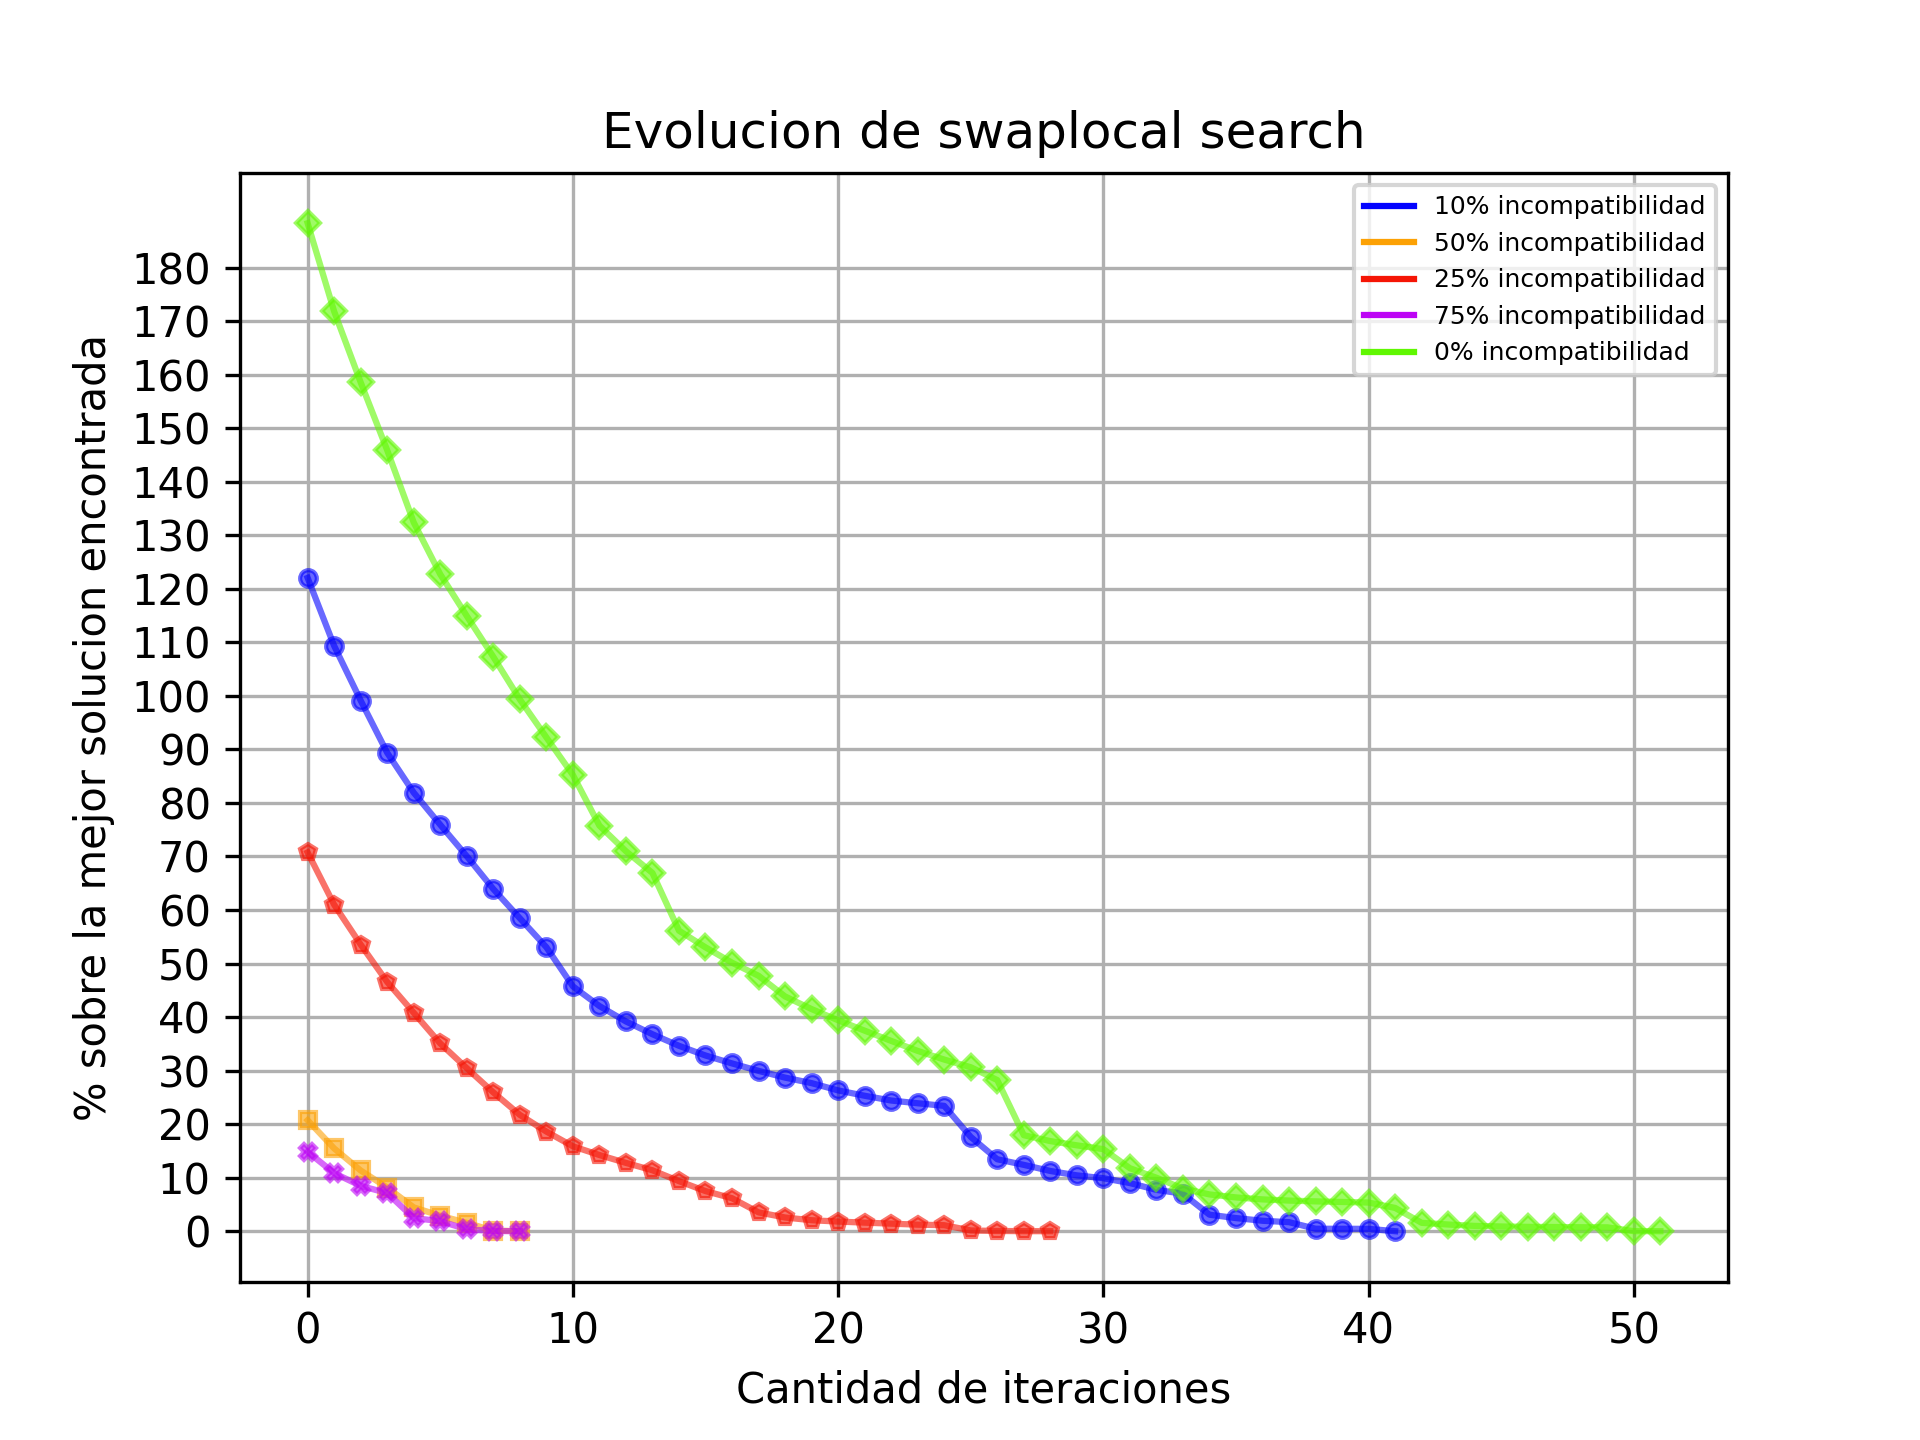 Evolucion de swaplocal search
10% incompatibilidad
50% incompatibilidad
25% incompatibilidad
75% incompatibilidad
0% incompatibilidad
% sobre la mejor solucion encontrada
180
170
160
150
140
130
120
110
100
90
80
70
60
50
40
30
20
10
0
0 10 20 30 40 50
Cantidad de iteraciones